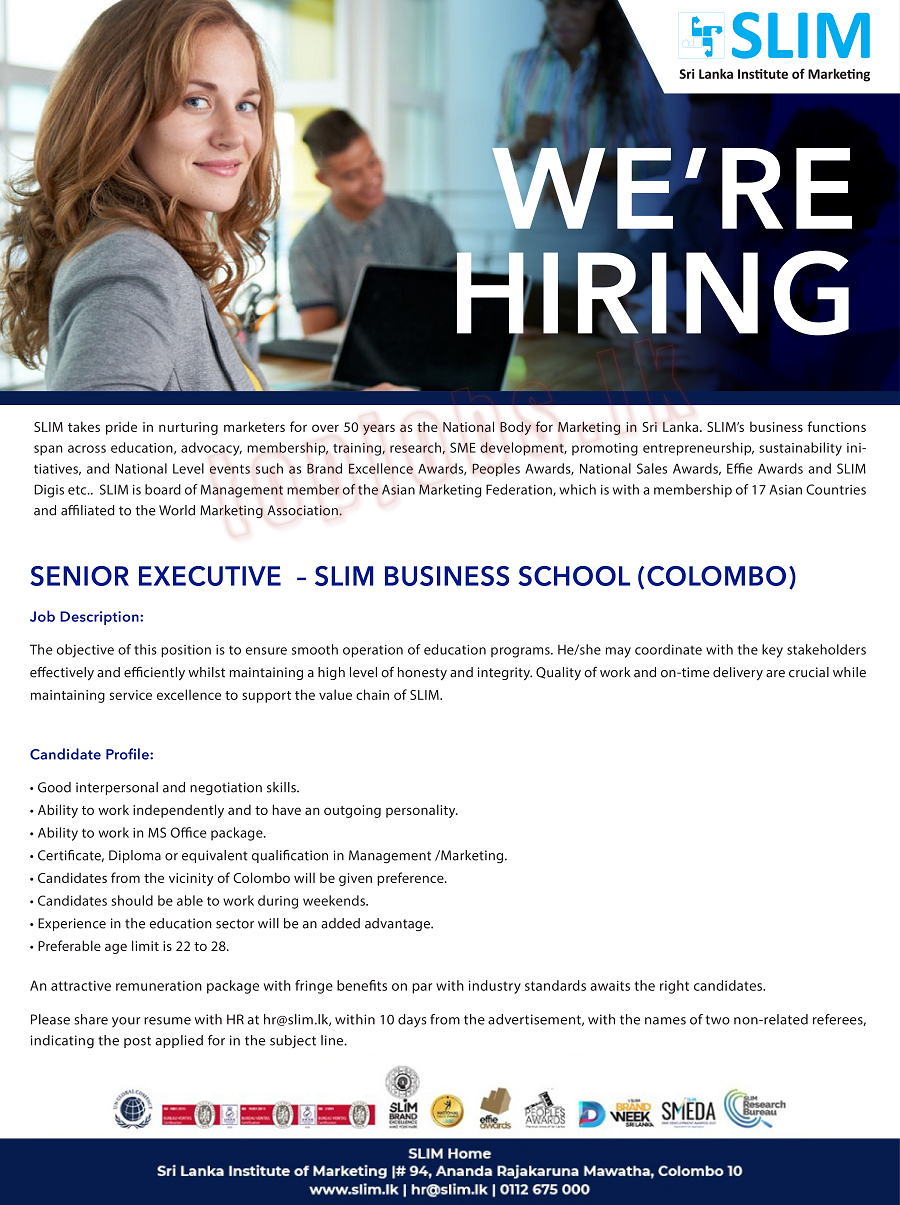 SLIM
Sri Lanka Institute of Marketing
WE’RE
HIRING
topjobs.lk
SLIM takes pride in nurturing marketers for over 50 years as the National Body for Marketing in Sri Lanka. SLIM’s business functions
span across education, advocacy, membership, training, research, SME development, promoting entrepreneurship, sustainability ini-
tiatives, and National Level events such as Brand Excellence Awards, Peoples Awards, National Sales Awards, Effie Awards and SLIM
Digis etc.. SLIM is board of Management member of the Asian Marketing Federation, which is with a membership of 17 Asian Countries
and affiliated to the World Marketing Association.
SENIOR EXECUTIVE – SLIM BUSINESS SCHOOL (COLOMBO)
Job Description:
The objective of this position is to ensure smooth operation of education programs. He/she may coordinate with the key stakeholders
effectively and efficiently whilst maintaining a high level of honesty and integrity. Quality of work and on-time delivery are crucial while
maintaining service excellence to support the value chain of SLIM.
Candidate Profile:
• Good interpersonal and negotiation skills.
• Ability to work independently and to have an outgoing personality.
• Ability to work in MS Office package.
• Certificate, Diploma or equivalent qualification in Management /Marketing.
• Candidates from the vicinity of Colombo will be given preference.
• Candidates should be able to work during weekends.
• Experience in the education sector will be an added advantage.
• Preferable age limit is 22 to 28.
An attractive remuneration package with fringe benefits on par with industry standards awaits the right candidates.
Please share your resume with HR at hr@slim.lk, within 10 days from the advertisement, with the names of two non-related referees,
indicating the post applied for in the subject line.
SLIM
BRAND
EXCELLENCE
effie
awards
PEOPLES
AWARDS
BRAND
WEEK
SRI LANKA
SMEDA
SLIM
Research
Bureau
SLIM Home
Sri Lanka Institute of Marketing |# 94, Ananda Rajakaruna Mawatha, Colombo 10
www.slim.lk | hr@slim.lk | 0112 675 000